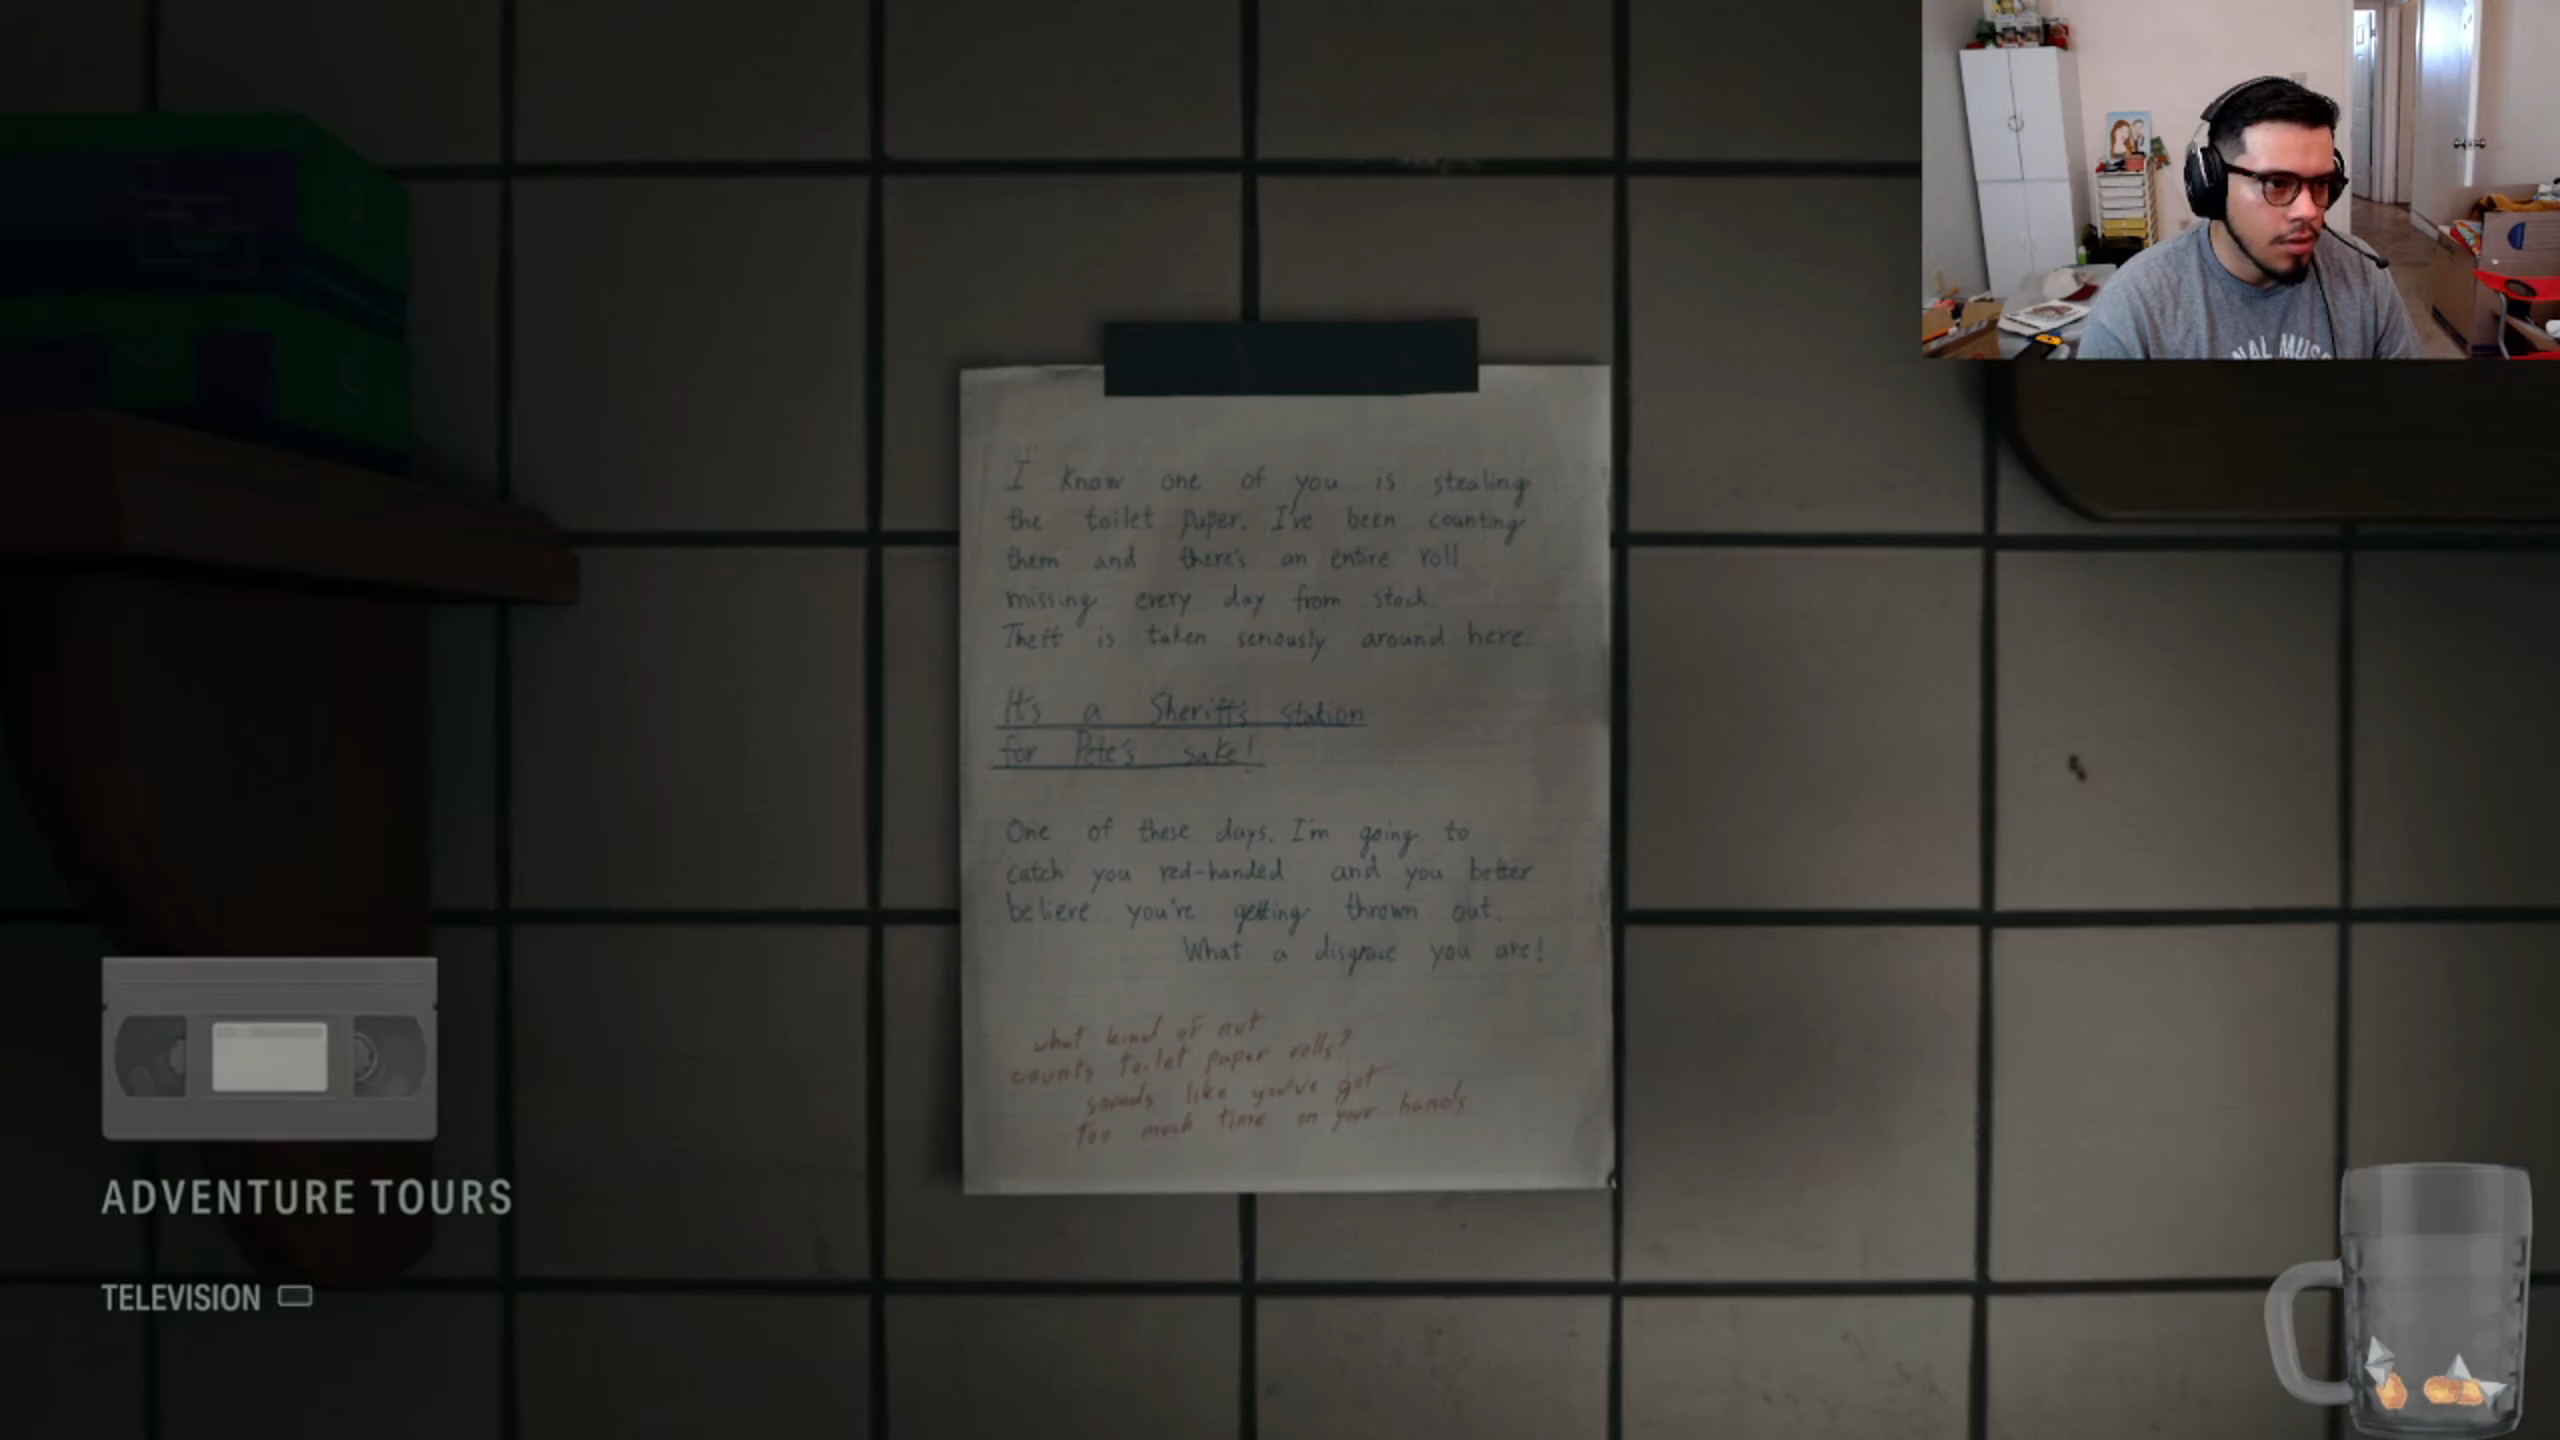 I know one of you is stealing
the toilet paper. I've been counting
them and there's an entire roll
missing every day from stock.
Theft is taken seriously around here.
It's a Sheriff's station
for Pete's sake!
One of these days. I'm going to
catch you red-handed and you better
believe you're getting thrown out.
What a disgrace you are!
what kind of nut
counts toilet paper rolls?
sounds like you've got
Too much time on your hands.
ADVENTURE TOURS
TELEVISION